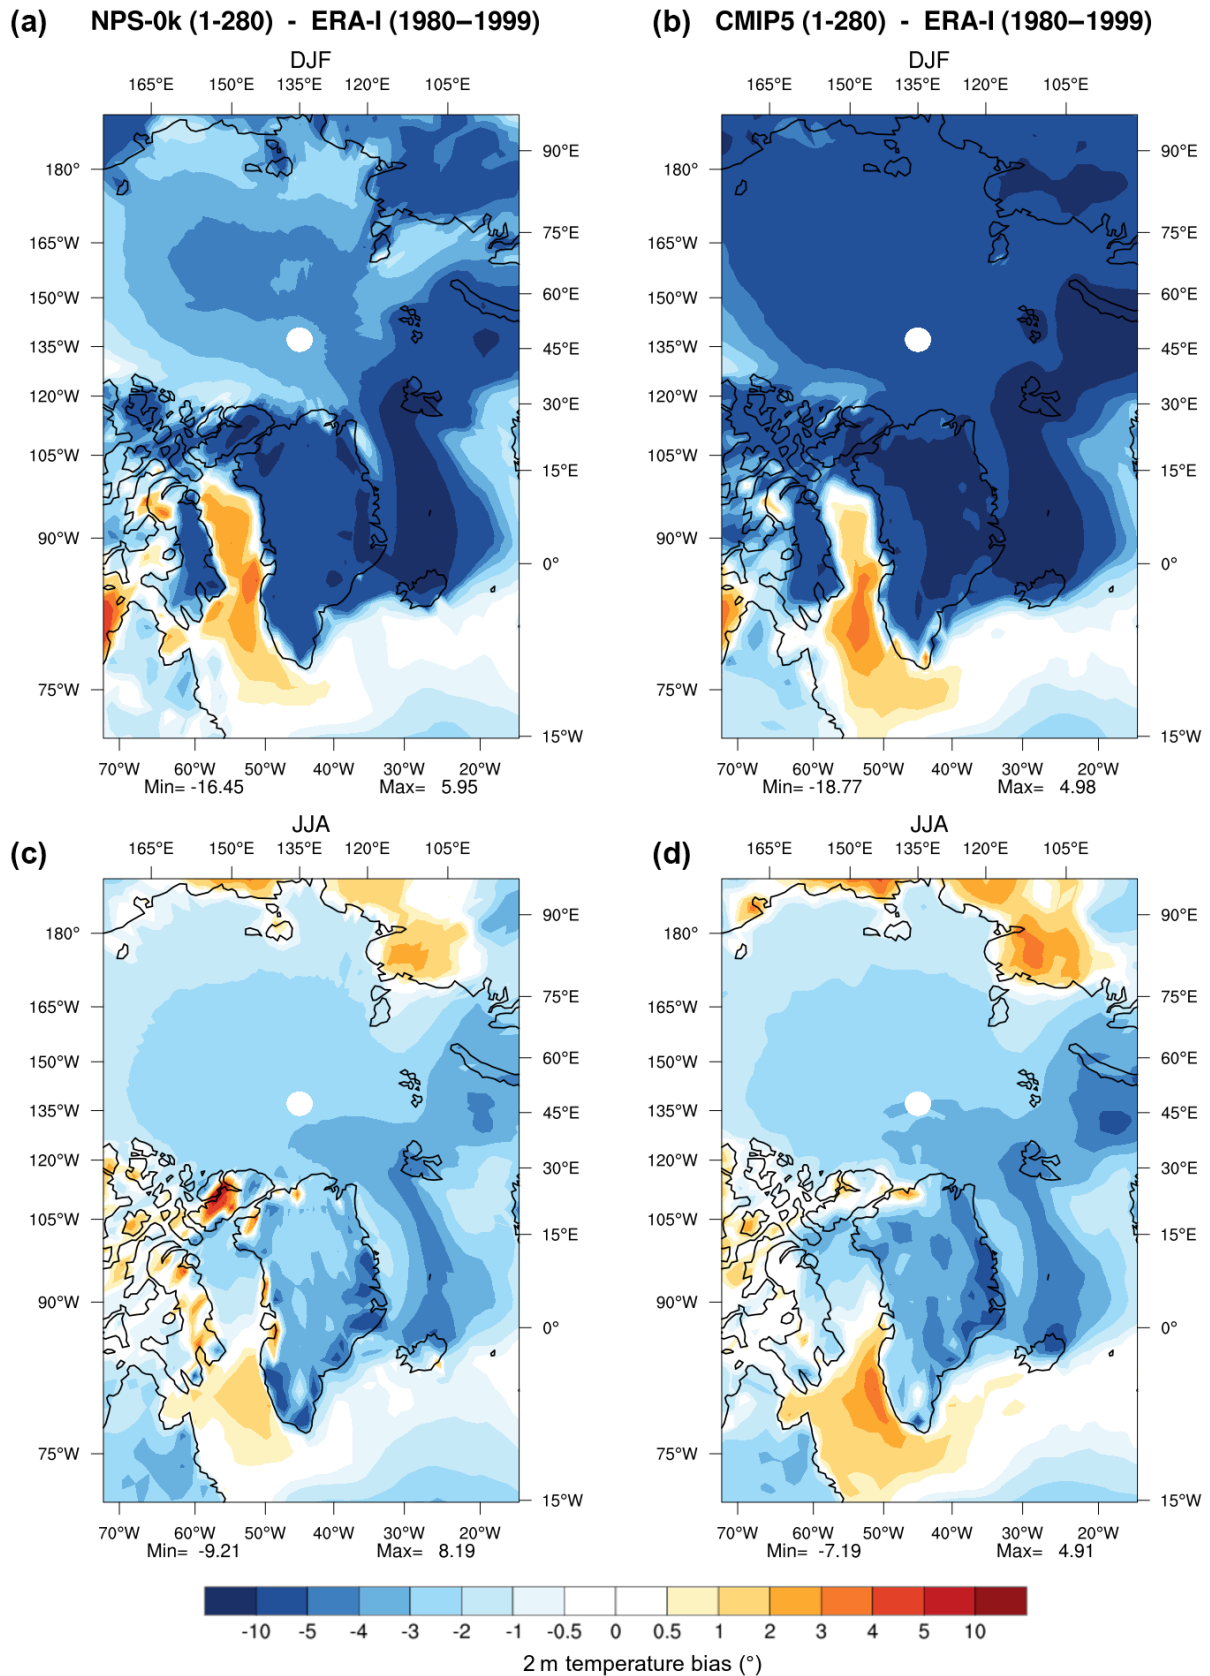 (a) NPS-0k (1-280) - ERA-I (1980–1999)
(b) CMIP5 (1-280) - ERA-I (1980–1999)
DJF
DJF
165°E 150°E 135°E 120°E 105°E
165°E 150°E 135°E 120°E 105°E
180°
165°W
150°W
135°W
120°W
105°W
90°W
75°W
90°E
75°E
60°E
45°E
30°E
15°E
0°
15°W
180°
165°W
150°W
135°W
120°W
105°W
90°W
75°W
90°E
75°E
60°E
45°E
30°E
15°E
0°
15°W
70°W 60°W 50°W 40°W 30°W 20°W
Min= -16.45 Max= 5.95
70°W 60°W 50°W 40°W 30°W 20°W
Min= -18.77 Max= 4.98
(c) JJA
(d) JJA
165°E 150°E 135°E 120°E 105°E
165°E 150°E 135°E 120°E 105°E
180°
165°W
150°W
135°W
120°W
105°W
90°W
75°W
90°E
75°E
60°E
45°E
30°E
15°E
0°
15°W
180°
165°W
150°W
135°W
120°W
105°W
90°W
75°W
90°E
75°E
60°E
45°E
30°E
15°E
0°
15°W
70°W 60°W 50°W 40°W 30°W 20°W
Min= -9.21 Max= 8.19
70°W 60°W 50°W 40°W 30°W 20°W
Min= -7.19 Max= 4.91
-10 -5 -4 -3 -2 -1 -0.5 0 0.5 1 2 3 4 5 10
2 m temperature bias (°)